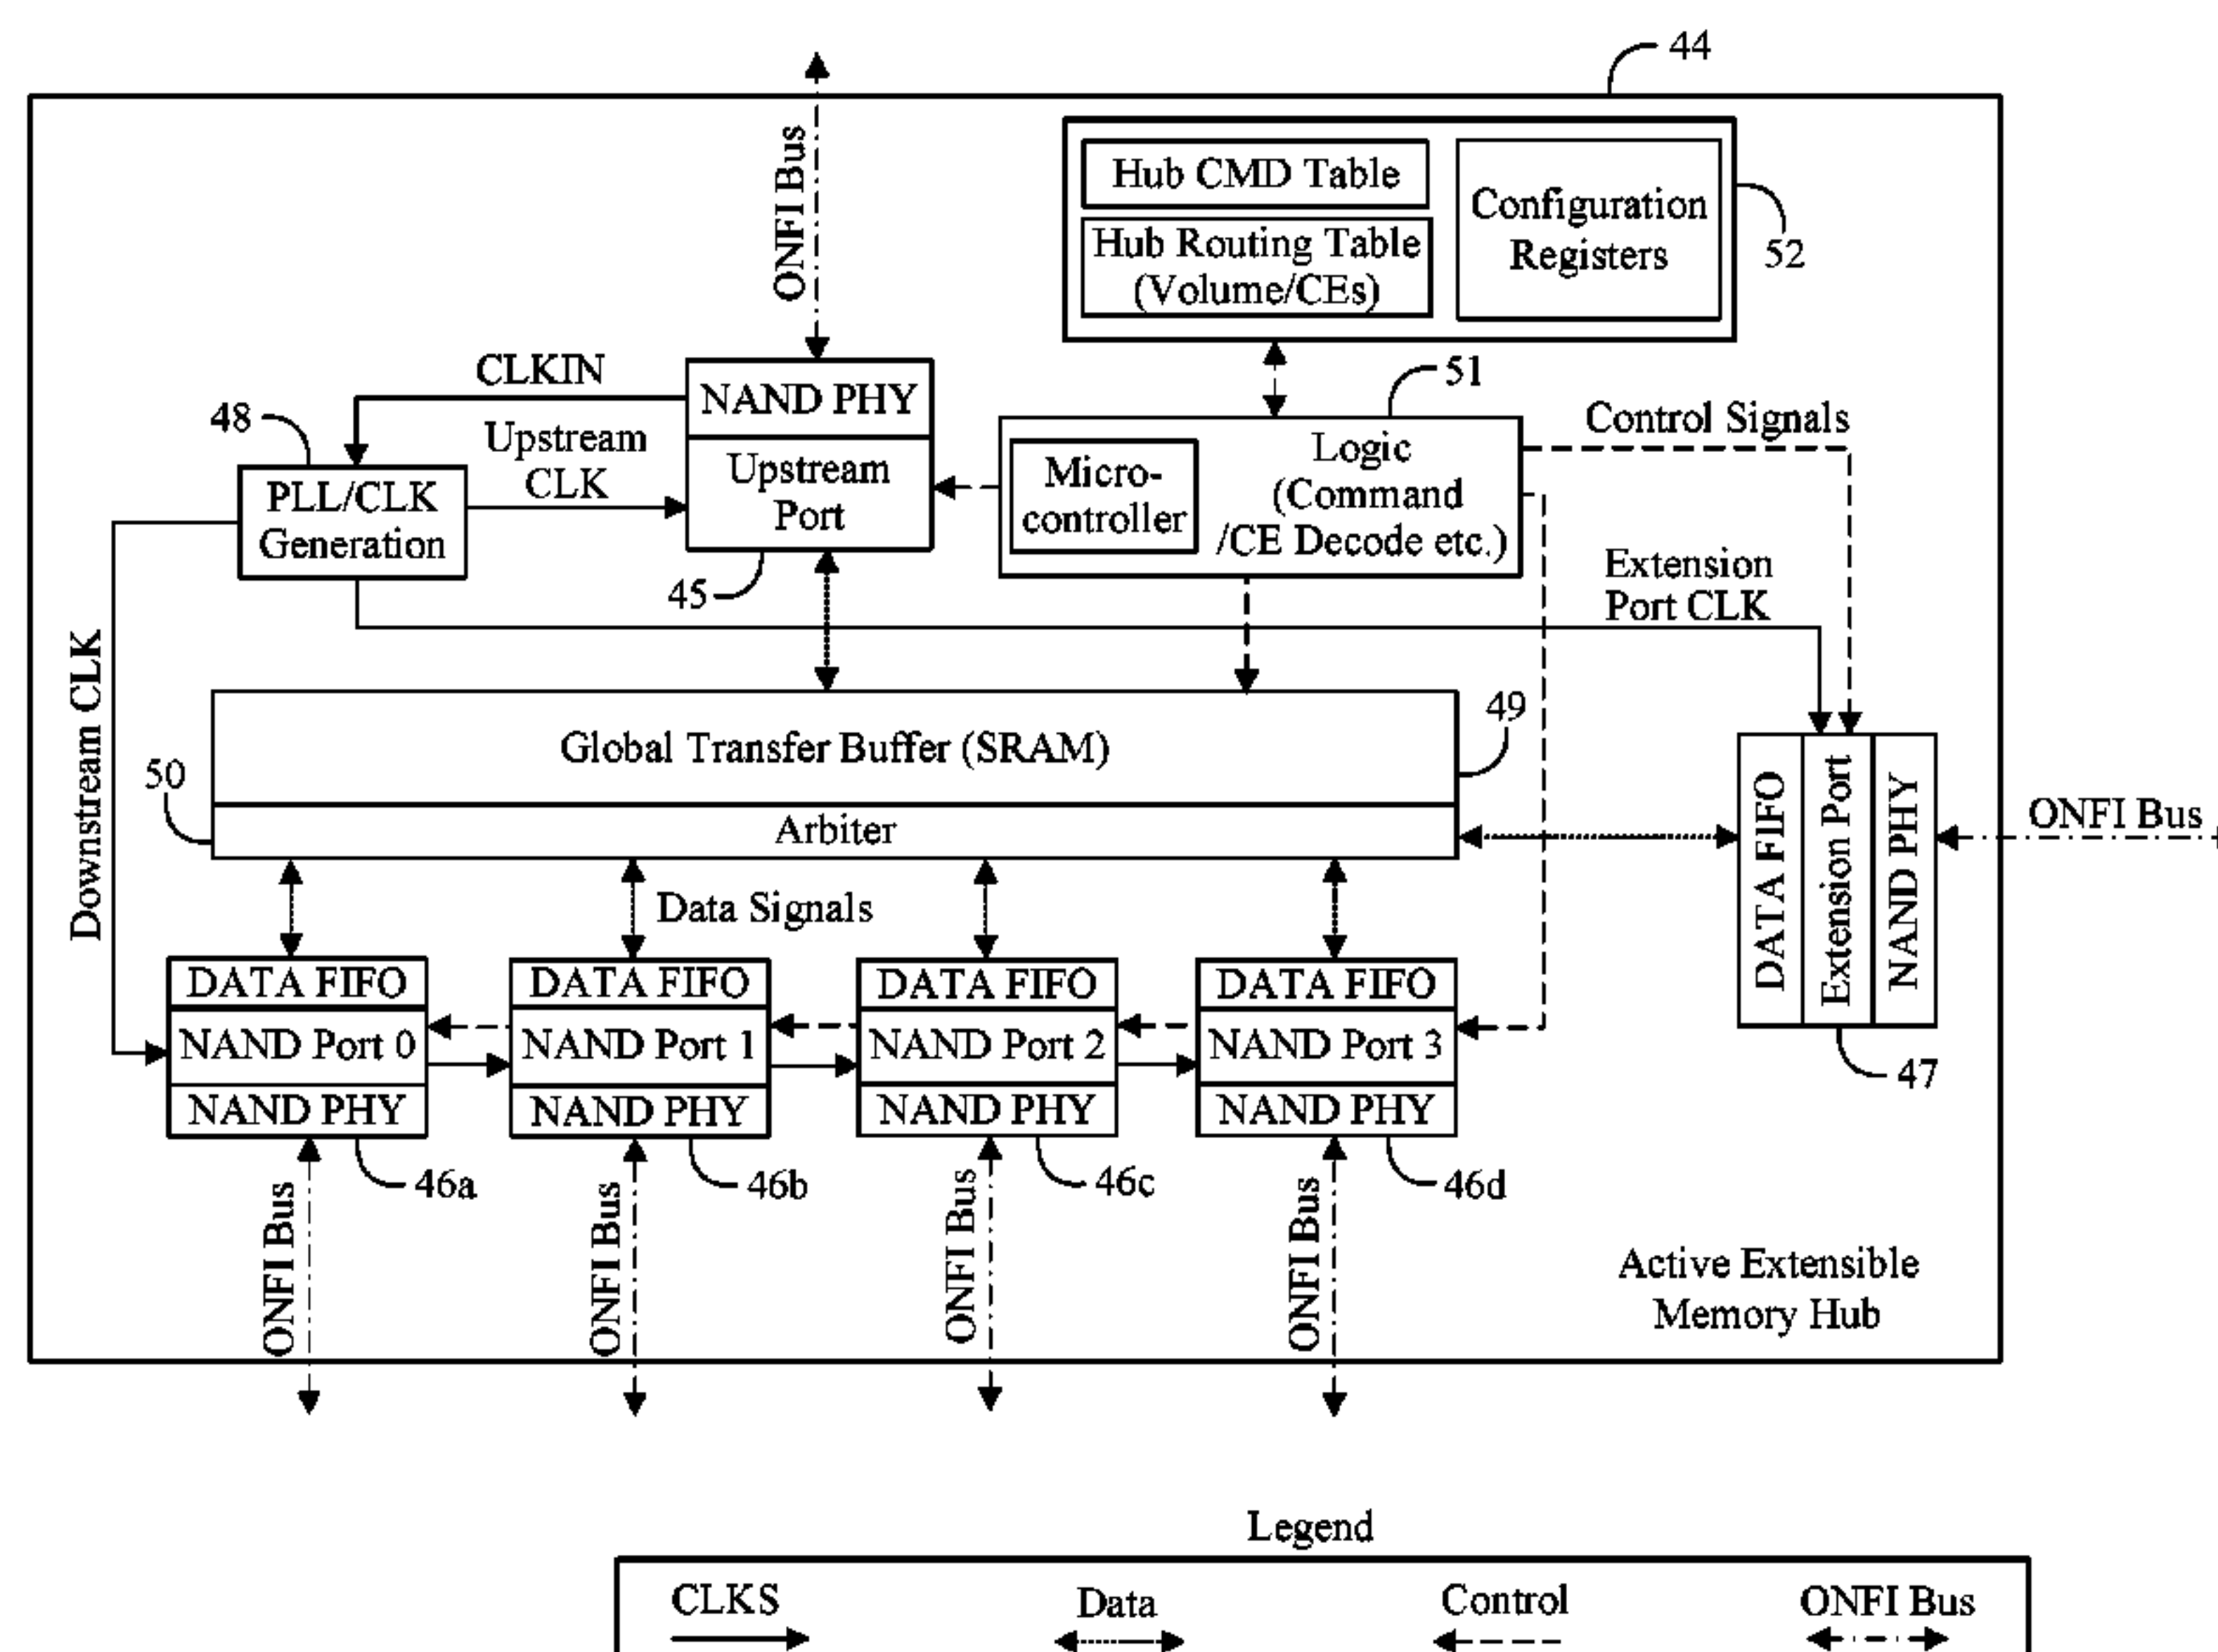 44
ONFI Bus
Hub CMD Table
Hub Routing Table
(Volume/CEs)
Configuration
Registers
52
CLKIN
48
Upstream
CLK
PLL/CLK
Generation
NAND PHY
Upstream
Port
45
51
Micro-
controller
Logic
(Command
/CE Decode etc.)
Control Signals
Extension
Port CLK
Downstream CLK
Global Transfer Buffer (SRAM)
49
50
Arbiter
Data Signals
DATA FIFO
Extension Port
NAND PHY
ONFI Bus
47
DATA FIFO
NAND Port 0
NAND PHY
46a
DATA FIFO
NAND Port 1
NAND PHY
46b
DATA FIFO
NAND Port 2
NAND PHY
46c
DATA FIFO
NAND Port 3
NAND PHY
46d
ONFI Bus
ONFI Bus
ONFI Bus
ONFI Bus
Active Extensible
Memory Hub
Legend
CLKS
Data
Control
ONFI Bus